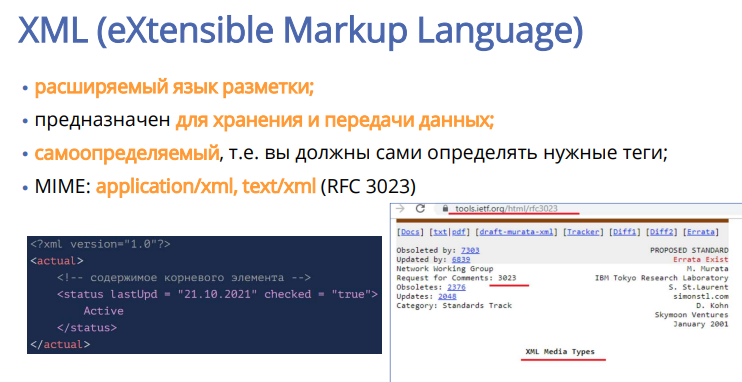 XML (eXtensible Markup Language)
• расширяемый язык разметки;
• предназначен для хранения и передачи данных;
• самоопределяемый, т.е. вы должны сами определять нужные теги;
• MIME: application/xml, text/xml (RFC 3023)
<?xml version="1.0"?>
<actual>
<!-- содержимое корневого элемента -->
<status lastUpd = "21.10.2021" checked = "true">
Active
</status>
</actual>
tools.ietf.org/html/rfc3023
[Docs] [txt|pdf] [draft-murata-xml] [Tracker] [Diff1] [Diff2] [Errata]
Obsoleted by: 7303 PROPOSED STANDARD
Updated by: 6839 Errata Exist
Network Working Group M. Murata
Request for Comments: 3023 IBM Tokyo Research Laboratory
Obsoletes: 2376 S. St.Laurent
Updates: 2048 simonstl.com
Category: Standards Track D. Kohn
Skymoon Ventures
January 2001
XML Media Types